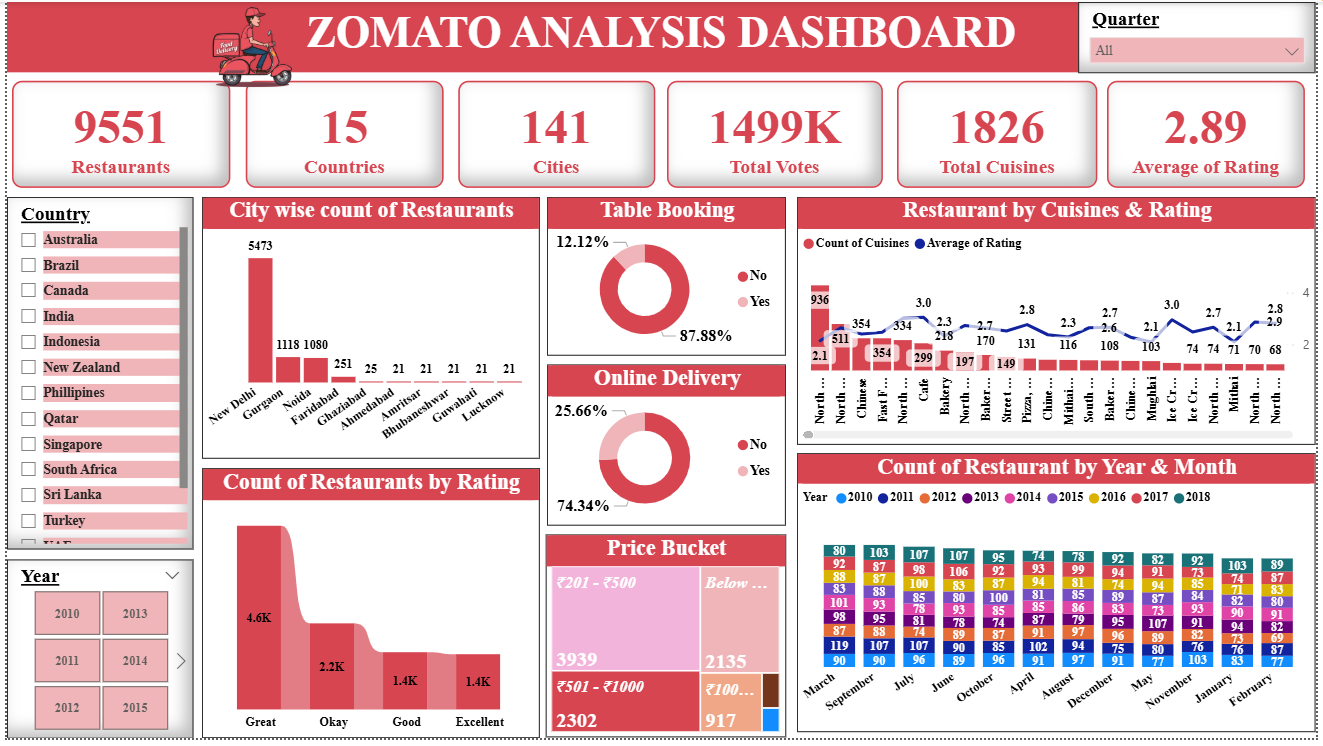 ZOMATO ANALYSIS DASHBOARD
Food
Delivery
Quarter
All
9551
Restaurants
15
Countries
141
Cities
1499K
Total Votes
1826
Total Cuisines
2.89
Average of Rating
Country
Australia
Brazil
Canada
India
Indonesia
New Zealand
Phillipines
Qatar
Singapore
South Africa
Sri Lanka
Turkey
UAE
Year
2010
2013
2011
2014
2012
2015
City wise count of Restaurants
5473
1118
1080
251
25
21
21
21
21
21
New Delhi
Gurgaon
Noida
Faridabad
Ghaziabad
Ahmedabad
Amritsar
Bhubaneshwar
Guwahati
Lucknow
Count of Restaurants by Rating
4.6K
2.2K
1.4K
1.4K
Great
Okay
Good
Excellent
Table Booking
12.12%
No
Yes
87.88%
Online Delivery
25.66%
No
Yes
74.34%
Price Bucket
₹201 - ₹500
3939
Below ...
2135
₹501 - ₹1000
2302
₹100...
917
Restaurant by Cuisines & Rating
Count of Cuisines
Average of Rating
936
511
354
354
334
299
218
197
170
149
131
116
108
103
74
74
71
70
68
2.1
3.0
2.3
2.7
2.8
2.3
2.7
2.6
2.1
3.0
2.7
2.1
2.9
2.8
4
2
North ...
North ...
Chinese
Fast F...
North ...
Cafe
Bakery
North ...
Baker...
Street ...
Pizza, ...
Chine...
Mithai...
South ...
Baker...
Chine...
Mughlai
Ice Cr...
Ice Cr...
North ...
Mithai
North ...
North ...
Count of Restaurant by Year & Month
Year
2010
2011
2012
2013
2014
2015
2016
2017
2018
80 103 107 107 95 74 78 92 82 92 103 89
92 87 98 106 92 93 99 94 91 73 74 87
88 87 100 83 87 94 81 74 94 85 71 83
83 88 85 80 100 81 85 89 87 84 82 80
101 93 78 93 85 85 86 83 73 93 90 91
98 95 81 78 74 87 79 95 107 91 94 82
87 88 74 89 87 91 97 96 89 82 73 69
119 107 107 90 85 102 94 75 80 76 76 87
90 90 96 89 96 91 97 91 77 103 83 77
March
September
July
June
October
April
August
December
May
November
January
February